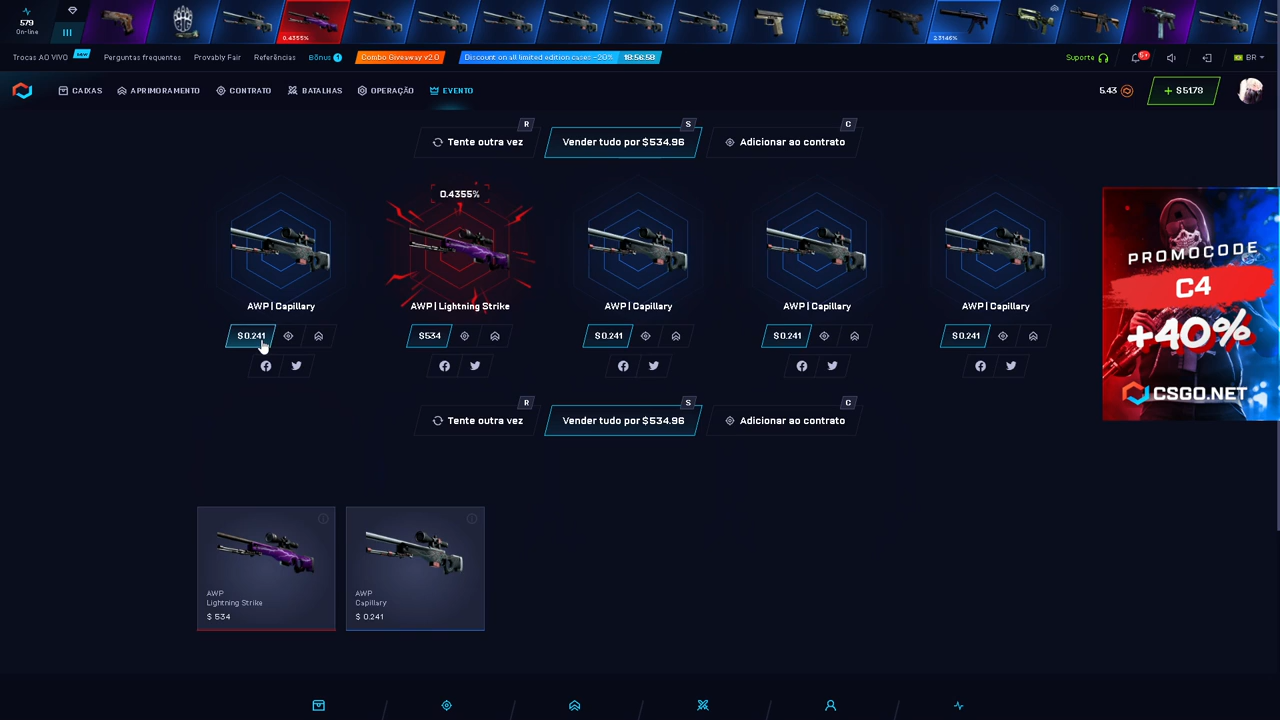 579
On-line
0.4355%
2.3146%
Trocas AO VIVO NEW
Perguntas frequentes
Provably Fair
Referências
Bônus 1
Combo Giveaway v2.0
Discount on all limited edition cases -20% 18:56:58
Suporte
5+
BR
CAIXAS
APRIMORAMENTO
CONTRATO
BATALHAS
OPERAÇÃO
EVENTO
5.43
+ $ 51.78
R
Tente outra vez
S
Vender tudo por $ 534.96
C
Adicionar ao contrato
0.4355%
AWP | Capillary
AWP | Lightning Strike
AWP | Capillary
AWP | Capillary
AWP | Capillary
$ 0.241
$ 534
$ 0.241
$ 0.241
$ 0.241
R
Tente outra vez
S
Vender tudo por $ 534.96
C
Adicionar ao contrato
PROMOCODE
C4
+40%
CSGO.NET
AWP
Lightning Strike
$ 534
AWP
Capillary
$ 0.241